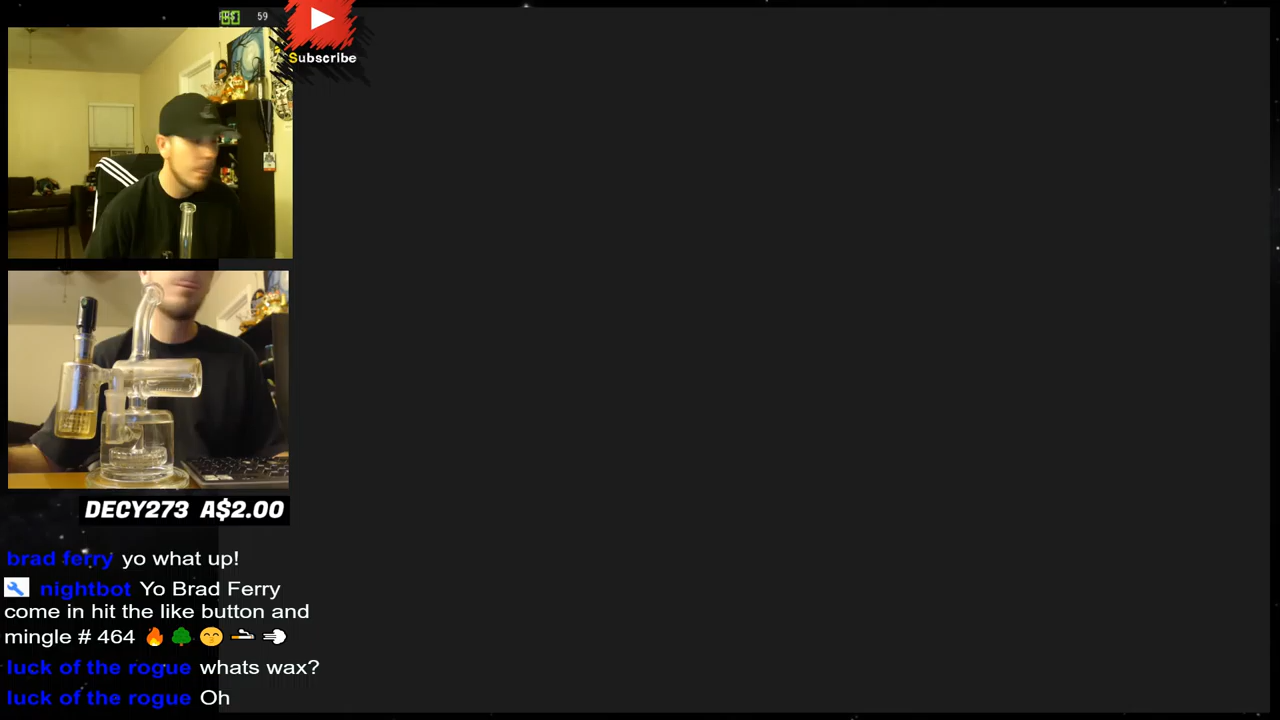 59
Subscribe
DECY273 A$2.00
brad ferry yo what up!
nightbot Yo Brad Ferry
come in hit the like button and
mingle # 464 🔥🌳😙🚬💨
luck of the rogue whats wax?
luck of the rogue Oh